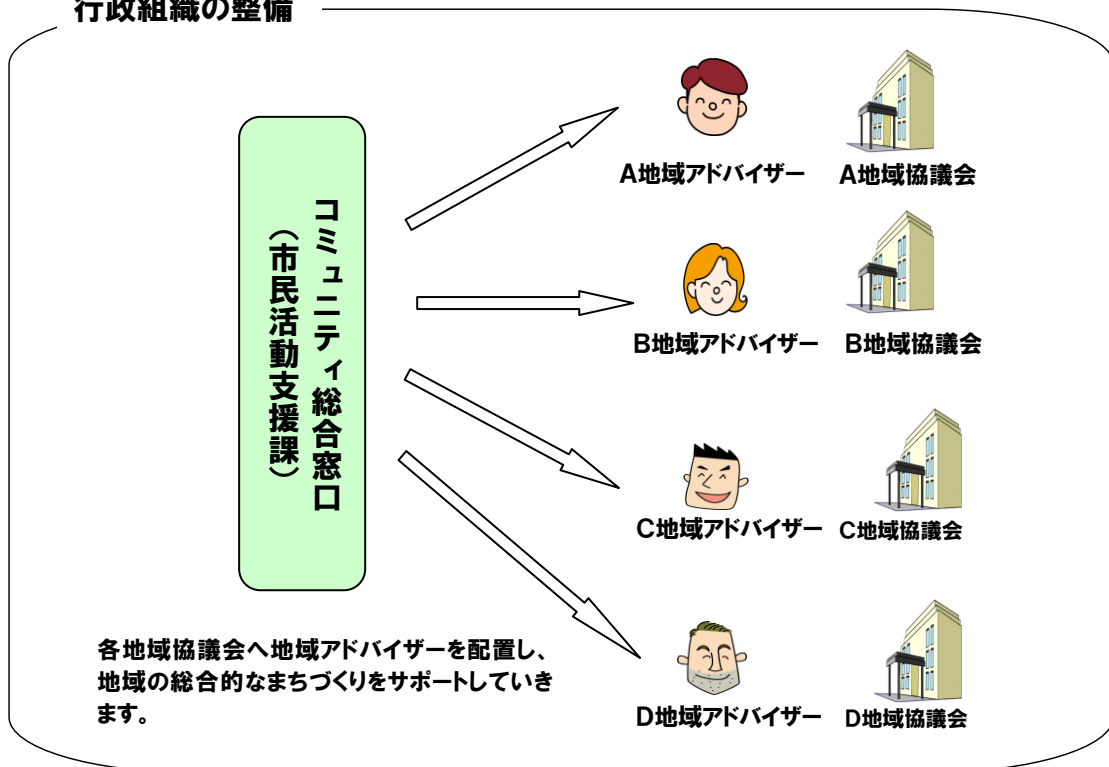 行政組織の整備
コミュニティ総合窓口
（市民活動支援課）
A地域アドバイザー
A地域協議会
B地域アドバイザー
B地域協議会
C地域アドバイザー
C地域協議会
D地域アドバイザー
D地域協議会
各地域協議会へ地域アドバイザーを配置し、
地域の総合的なまちづくりをサポートしていき
ます。